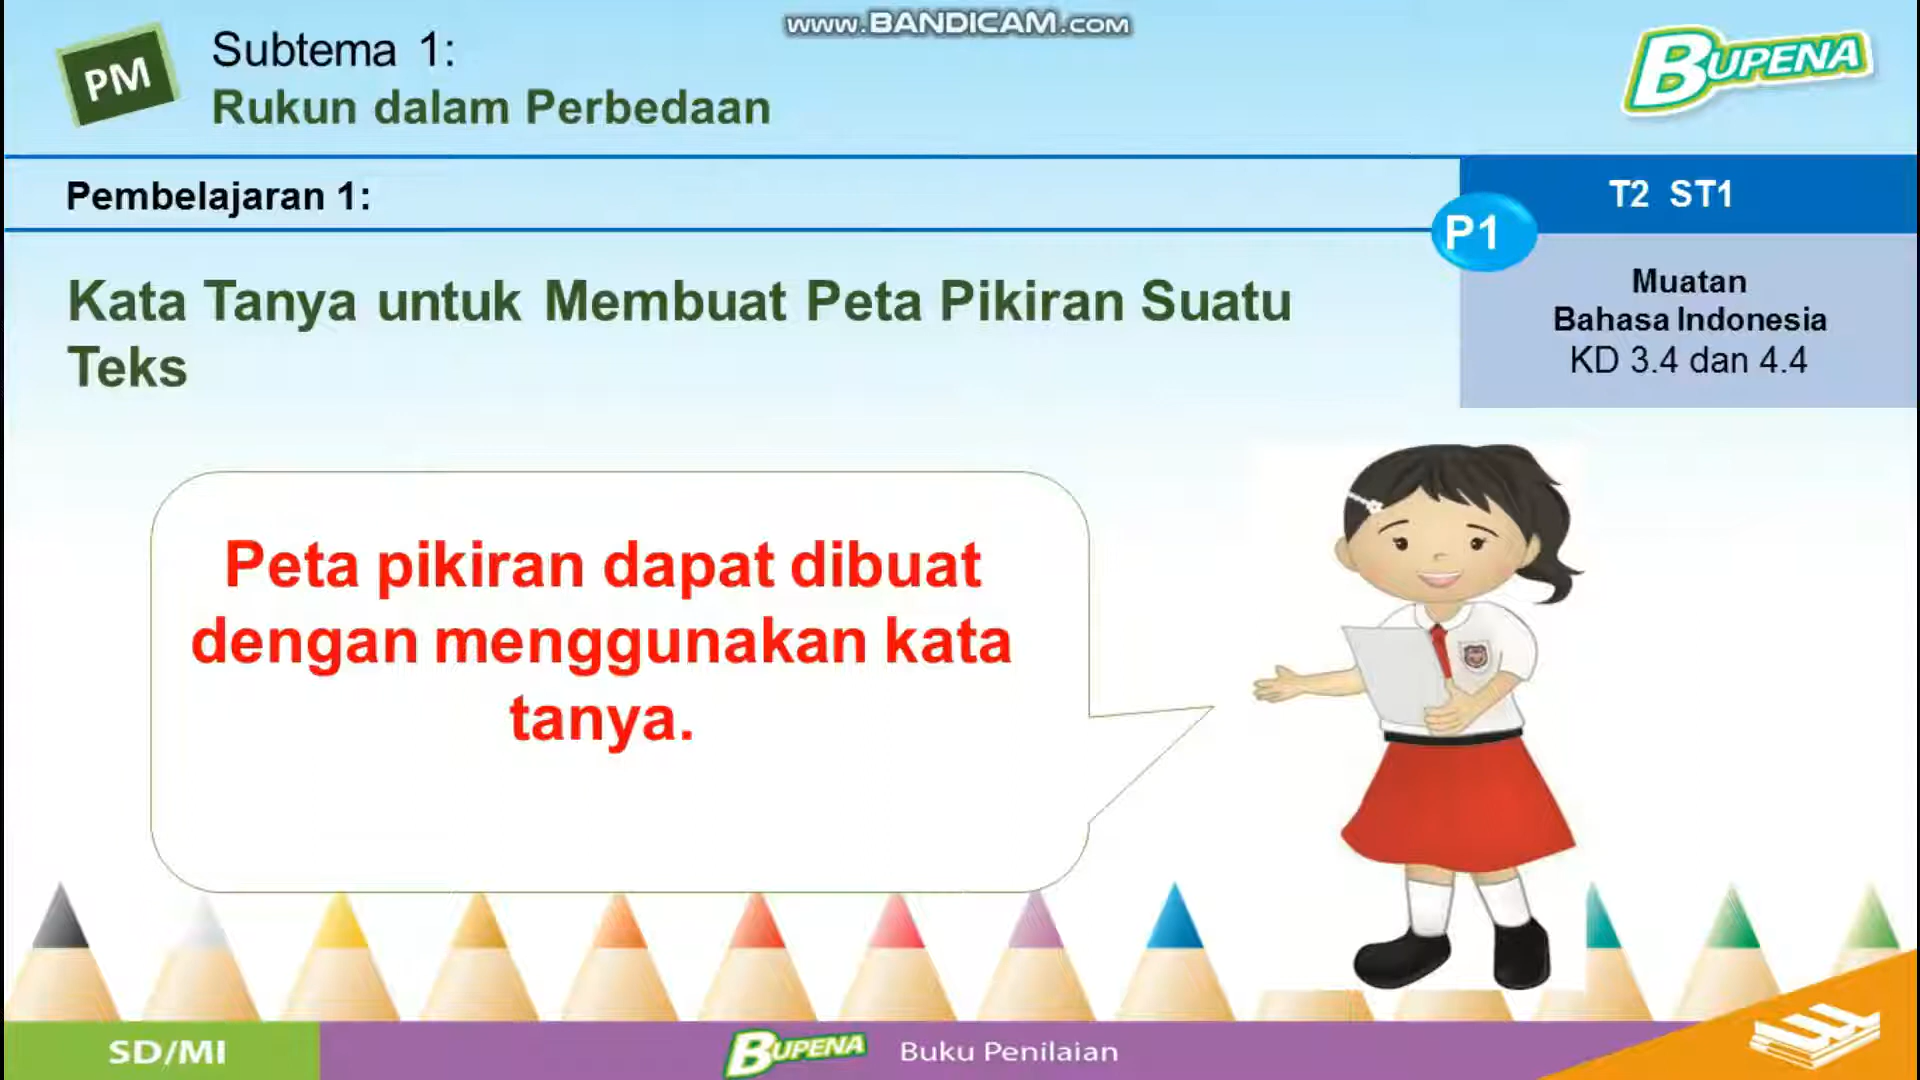 www.BANDICAM.com
PM
Subtema 1:
Rukun dalam Perbedaan
BUPENA
Pembelajaran 1:
T2 ST1
P1
Muatan
Bahasa Indonesia
KD 3.4 dan 4.4
Kata Tanya untuk Membuat Peta Pikiran Suatu
Teks
Peta pikiran dapat dibuat
dengan menggunakan kata
tanya.
SD/MI
BUPENA
Buku Penilaian